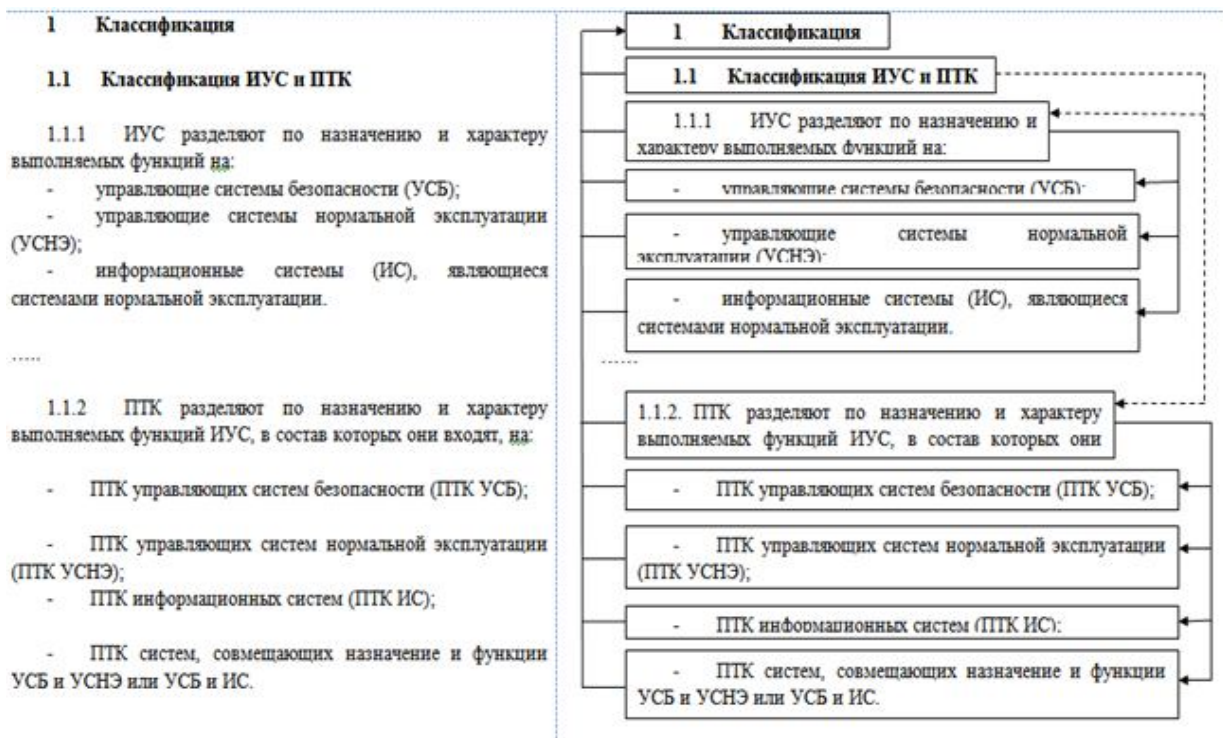 1 Классификация
1.1 Классификация ИУС и ПТК
1.1.1 ИУС разделяют по назначению и характеру
выполняемых функций на:
- управляющие системы безопасности (УСБ);
- управляющие системы нормальной эксплуатации
(УСНЭ);
- информационные системы (ИС), являющиеся
системами нормальной эксплуатации.
.....
1.1.2 ПТК разделяют по назначению и характеру
выполняемых функций ИУС, в состав которых они входят, на:
- ПТК управляющих систем безопасности (ПТК УСБ);
- ПТК управляющих систем нормальной эксплуатации
(ПТК УСНЭ);
- ПТК информационных систем (ПТК ИС);
- ПТК систем, совмещающих назначение и функции
УСБ и УСНЭ или УСБ и ИС.
1 Классификация
1.1 Классификация ИУС и ПТК
1.1.1 ИУС разделяют по назначению и
характеру выполняемых функций на:
- управляющие системы безопасности (УСБ);
- управляющие системы нормальной
эксплуатации (УСНЭ);
- информационные системы (ИС), являющиеся
системами нормальной эксплуатации.
......
1.1.2. ПТК разделяют по назначению и характеру
выполняемых функций ИУС, в состав которых они
- ПТК управляющих систем безопасности (ПТК УСБ);
- ПТК управляющих систем нормальной эксплуатации
(ПТК УСНЭ);
- ПТК информационных систем (ПТК ИС);
- ПТК систем, совмещающих назначение и функции
УСБ и УСНЭ или УСБ и ИС.